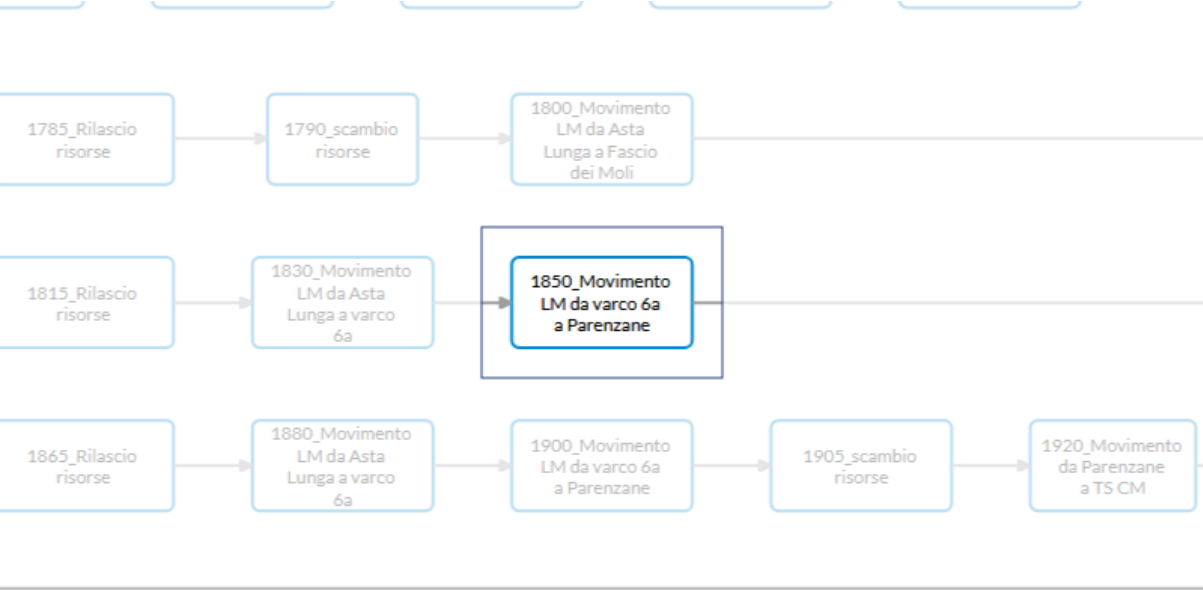 1785_Rilascio
risorse
1790_scambio
risorse
1800_Movimento
LM da Asta
Lunga a Fascio
dei Moli
1815_Rilascio
risorse
1830_Movimento
LM da Asta
Lunga a varco
6a
1850_Movimento
LM da varco 6a
a Parenzane
1865_Rilascio
risorse
1880_Movimento
LM da Asta
Lunga a varco
6a
1900_Movimento
LM da varco 6a
a Parenzane
1905_scambio
risorse
1920_Movimento
da Parenzane
a TS CM